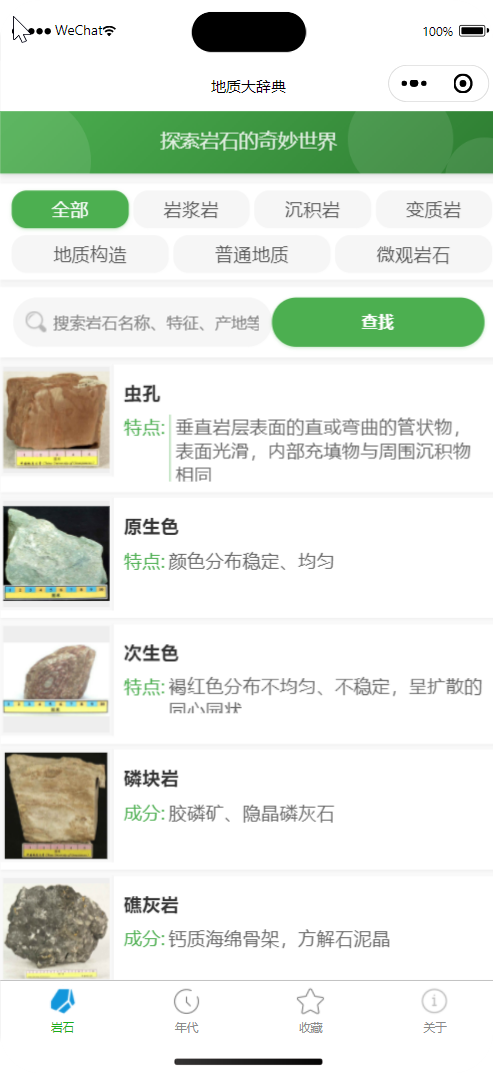 WeChat
100%
地质大辞典
探索岩石的奇妙世界
全部 岩浆岩 沉积岩 变质岩
地质构造 普通地质 微观岩石
搜索岩石名称、特征、产地等
查找
虫孔
特点: 垂直岩层表面的直或弯曲的管状物，
表面光滑，内部充填物与周围沉积物
相同
原生色
特点: 颜色分布稳定、均匀
次生色
特点: 褐红色分布不均匀、不稳定，呈扩散的
同心园状
磷块岩
成分: 胶磷矿、隐晶磷灰石
礁灰岩
成分: 钙质海绵骨架，方解石泥晶
岩石 年代 收藏 关于